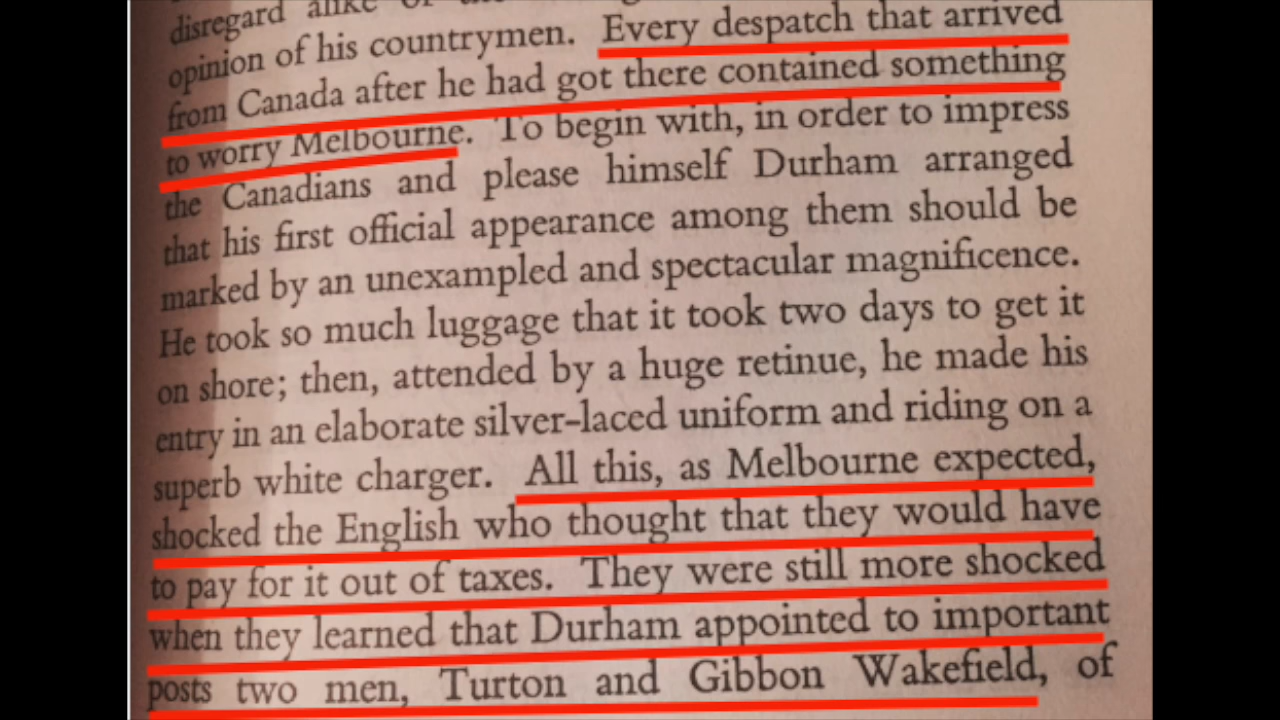 disregard alike of the
opinion of his countrymen. Every despatch that arrived
from Canada after he had got there contained something
to worry Melbourne. To begin with, in order to impress
the Canadians and please himself Durham arranged
that his first official appearance among them should be
marked by an unexampled and spectacular magnificence.
He took so much luggage that it took two days to get it
on shore; then, attended by a huge retinue, he made his
entry in an elaborate silver-laced uniform and riding on a
superb white charger. All this, as Melbourne expected,
shocked the English who thought that they would have
to pay for it out of taxes. They were still more shocked
when they learned that Durham appointed to important
posts two men, Turton and Gibbon Wakefield, of